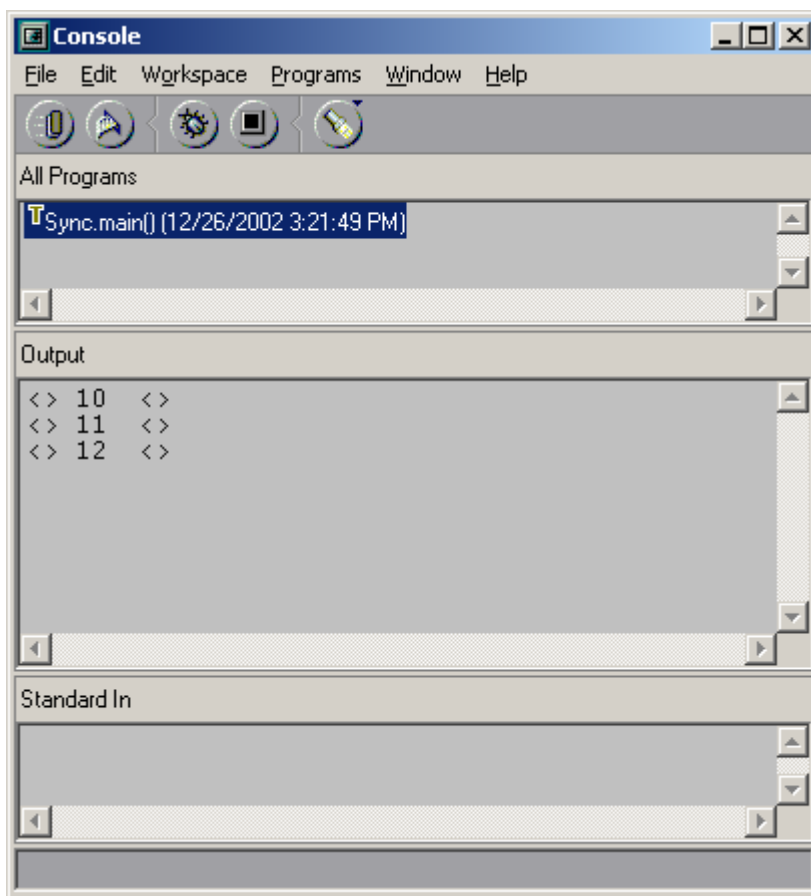 Console
File Edit Workspace Programs Window Help
All Programs
TSync.main() (12/26/2002 3:21:49 PM)
Output
<> 10 <>
<> 11 <>
<> 12 <>
Standard In